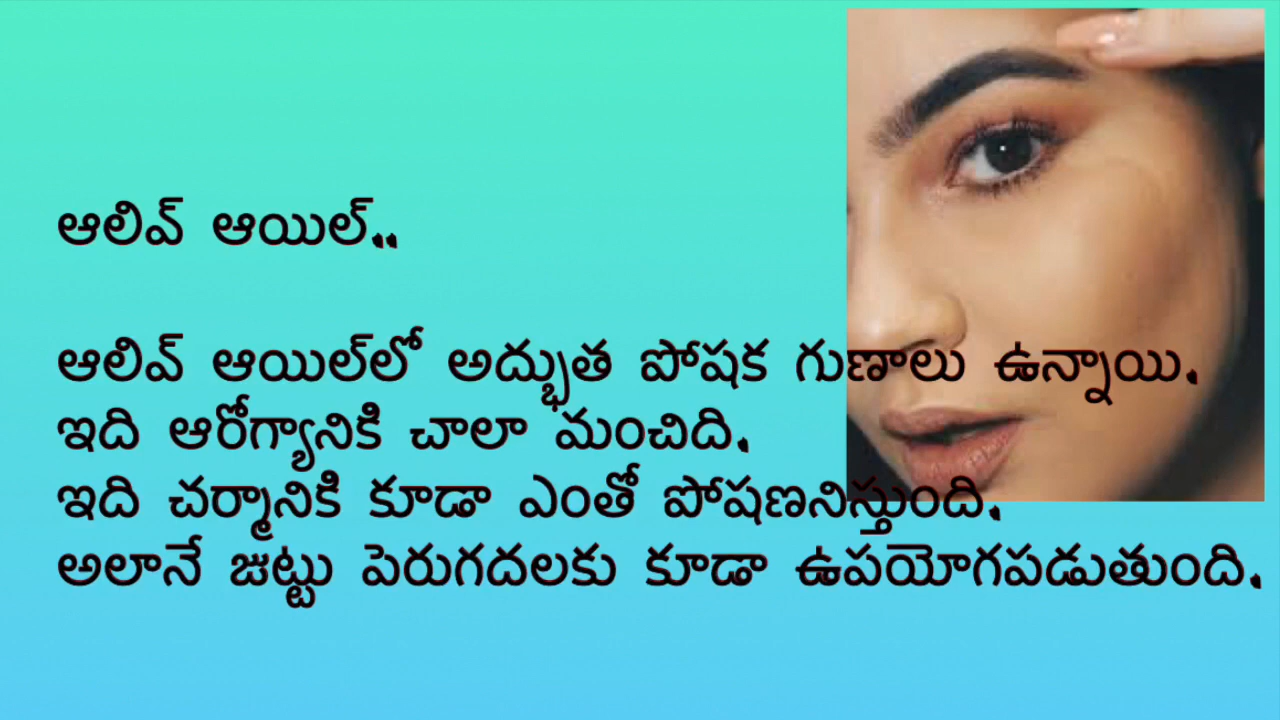 ఆలివ్ ఆయిల్..
ఆలివ్ ఆయిల్‌లో అద్భుత పోషక గుణాలు ఉన్నాయి.
ఇది ఆరోగ్యానికి చాలా మంచిది.
ఇది చర్మానికి కూడా ఎంతో పోషణనిస్తుంది.
అలానే జుట్టు పెరుగదలకు కూడా ఉపయోగపడుతుంది.